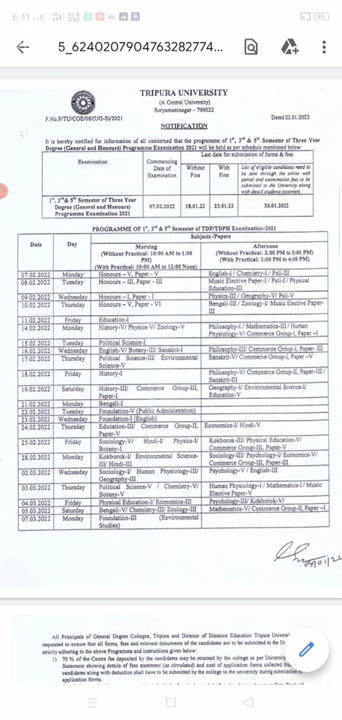 6:41
5_6240207904763282774...
TRIPURA UNIVERSITY
(A Central University)
Suryamaninagar – 799022
F.No.F/TU/COE/08/(UG-S)/2021
Dated 03.01.2022
NOTIFICATION
It is hereby notified for information of all concerned that the programme of 1st, 3rd & 5th Semester of Three Year
Degree (General and Honours) Programme Examination 2021 will be held as per schedule mentioned below:
Examination
Commencing Date of Examination
Last date for submission of forms & fees
Without Fine
With Fine
List of eligible candidates need to be sent through the online web portal and examination fees to be submitted to the University along with detail students statement.
1st, 3rd & 5th Semester of Three Year
Degree (General and Honours)
Programme Examination 2021
07.02.2022
18.01.22
23.01.22
30.01.2022
PROGRAMME OF 1st, 3rd & 5th Semester of TDP/TDPH Examination-2021
Date
Day
Subjects /Papers
Morning
(Without Practical: 10:00 AM to 1:00 PM)
(With Practical: 10:00 AM to 12:00 Noon)
Afternoon
(Without Practical: 2:00 PM to 5:00 PM)
(With Practical: 2:00 PM to 4:00 PM)
07.02.2022 Monday Honours – V, Paper - V English-I / Chemistry-I / Pali-III
08.02.2022 Tuesday Honours – III, Paper - III Music Elective Paper-I / Pali-I / Physical Education-III
09.02.2022 Wednesday Honours – I, Paper - I Physics-III / Geography-V/ Pali-V
10.02.2022 Thursday Honours – V, Paper - VI Bengali-III / Zoology-I/ Music Elective Paper-III
11.02.2022 Friday Education-I
14.02.2022 Monday History-V/ Physics-V/ Zoology-V Philosophy-I / Mathematics-III / Human Physiology-V/ Commerce Group-I, Paper –I
15.02.2022 Tuesday Political Science-I
16.02.2022 Wednesday English-V/ Botany-III/ Sanskrit-I Philosophy-III/ Commerce Group-I, Paper- III
17.02.2022 Thursday Political Science-III/ Environmental Science-V Sanskrit-V/ Commerce Group-I, Paper –V
18.02.2022 Friday History-I Philosophy-V/ Commerce Group-II, Paper-III / Sanskrit-III
19.02.2022 Saturday History-III/ Commerce Group-III, Paper-I Geography-I/ Environmental Science-I/ Education-V
21.02.2022 Monday Bengali-I
22.02.2022 Tuesday Foundation-V (Public Administration)
23.02.2022 Wednesday Foundation-I (English)
24.02.2022 Thursday Education-III/ Commerce Group-II, Paper-V Economics-I/ Hindi-V
25.02.2022 Friday Sociology-V/ Hindi-I/ Physics-I/ Botany-I Kokborok-III/ Physical Education-V/ Commerce Group-III, Paper-V
28.02.2022 Monday Kokborok-I/ Environmental Science-III/ Hindi-III Sociology-III/ Psychology-I/ Economics-V/ Commerce Group-III, Paper-III
02.03.2022 Wednesday Sociology-I/ Human Physiology-III/ Geography-III Psychology-V / English-III
03.03.2022 Thursday Political Science-V / Chemistry-V/ Botany-V Human Physiology-I / Mathematics-I / Music Elective Paper-V
04.03.2022 Friday Physical Education-I/ Economics-III Psychology-III/ Kokborok-V/
05.03.2022 Saturday Bengali-V/ Chemistry-III/ Zoology-III Mathematics-V/ Commerce Group-II, Paper –I
07.03.2022 Monday Foundation-III (Environmental Studies)
All Principals of General Degree Colleges, Tripura and Director of Distance Education Tripura
requested to ensure that all forms, fees and relevant documents of the candidates are to be submitted to the
strictly adhering to the above Programme and instructions given below:
1) 70 % of the Centre fee deposited by the candidates may be retained by the college as per University
Statement showing details of fees statement (as circulated) and cost of application forms collected
candidates along with deduction shall have to be submitted by the college to the university during submission
application forms.